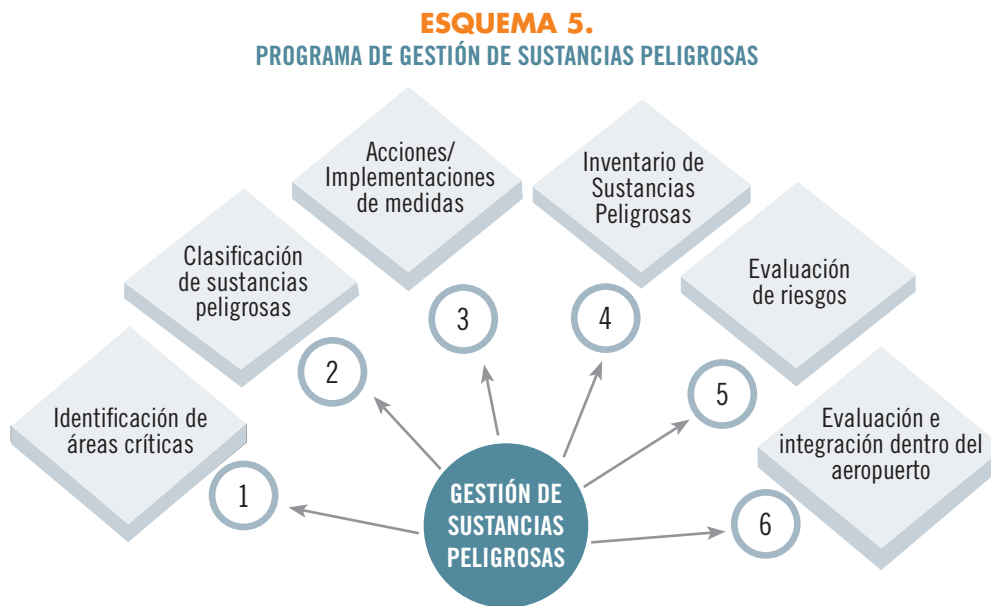 ESQUEMA 5.
PROGRAMA DE GESTIÓN DE SUSTANCIAS PELIGROSAS
Identificación de
áreas críticas
1
Clasificación
de sustancias
peligrosas
2
Acciones/
Implementaciones
de medidas
3
Inventario de
Sustancias
Peligrosas
4
Evaluación
de riesgos
5
Evaluación e
integración dentro del
aeropuerto
6
GESTIÓN DE
SUSTANCIAS
PELIGROSAS